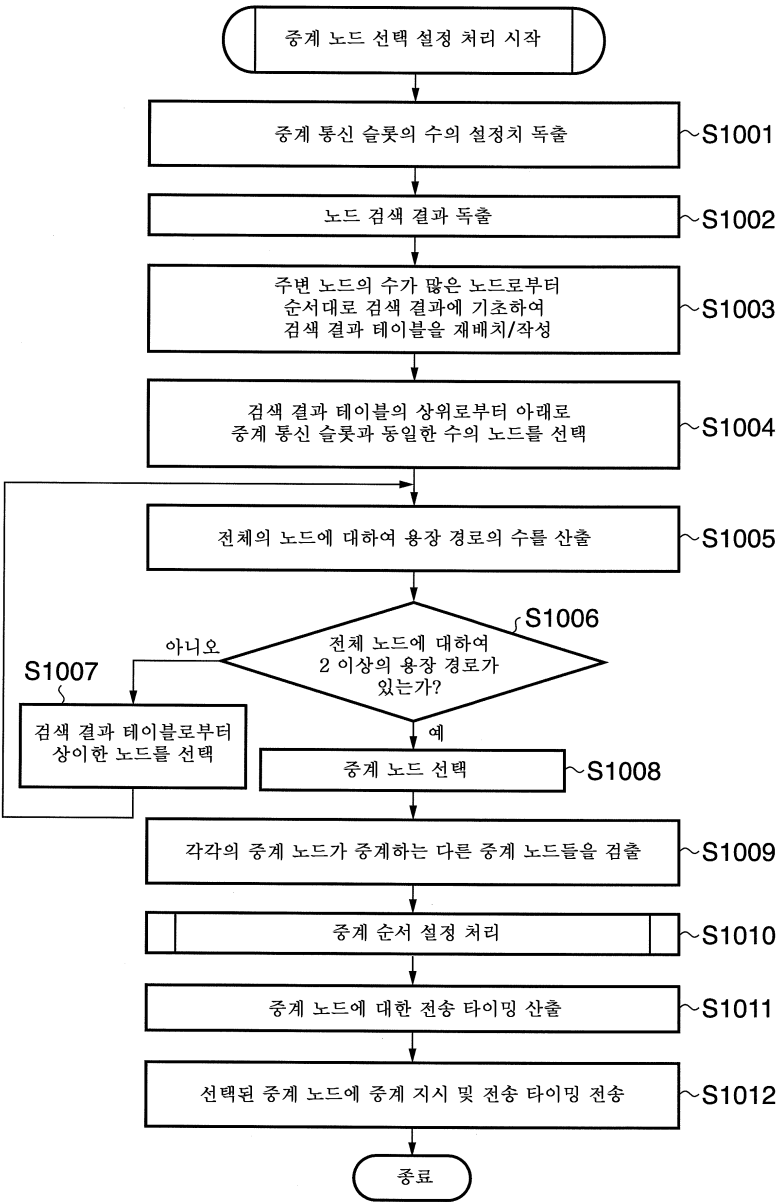 중계 노드 선택 설정 처리 시작
중계 통신 슬롯의 수의 설정치 독출
S1001
노드 검색 결과 독출
S1002
주변 노드의 수가 많은 노드로부터
순서대로 검색 결과에 기초하여
검색 결과 테이블을 재배치/작성
S1003
검색 결과 테이블의 상위로부터 아래로
중계 통신 슬롯과 동일한 수의 노드를 선택
S1004
전체의 노드에 대하여 용장 경로의 수를 산출
S1005
전체 노드에 대하여
2 이상의 용장 경로가
있는가?
S1006
아니오
S1007
검색 결과 테이블로부터
상이한 노드를 선택
예
중계 노드 선택
S1008
각각의 중계 노드가 중계하는 다른 중계 노드들을 검출
S1009
중계 순서 설정 처리
S1010
중계 노드에 대한 전송 타이밍 산출
S1011
선택된 중계 노드에 중계 지시 및 전송 타이밍 전송
S1012
종료